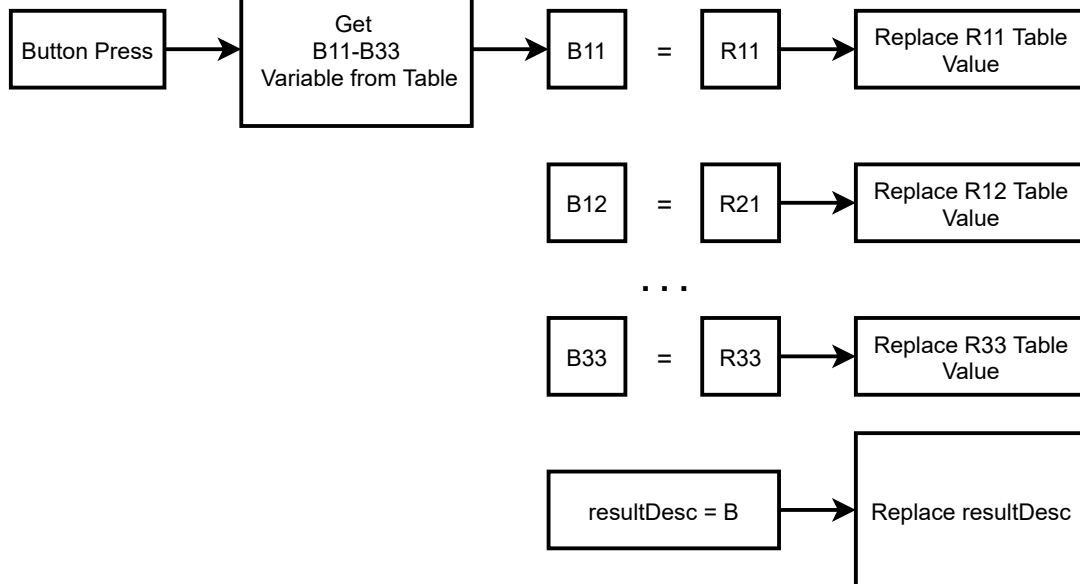 Button Press
Get
B11-B33
Variable from Table
B11
=
R11
Replace R11 Table
Value
B12
=
R21
Replace R12 Table
Value
. . .
B33
=
R33
Replace R33 Table
Value
resultDesc = B
Replace resultDesc